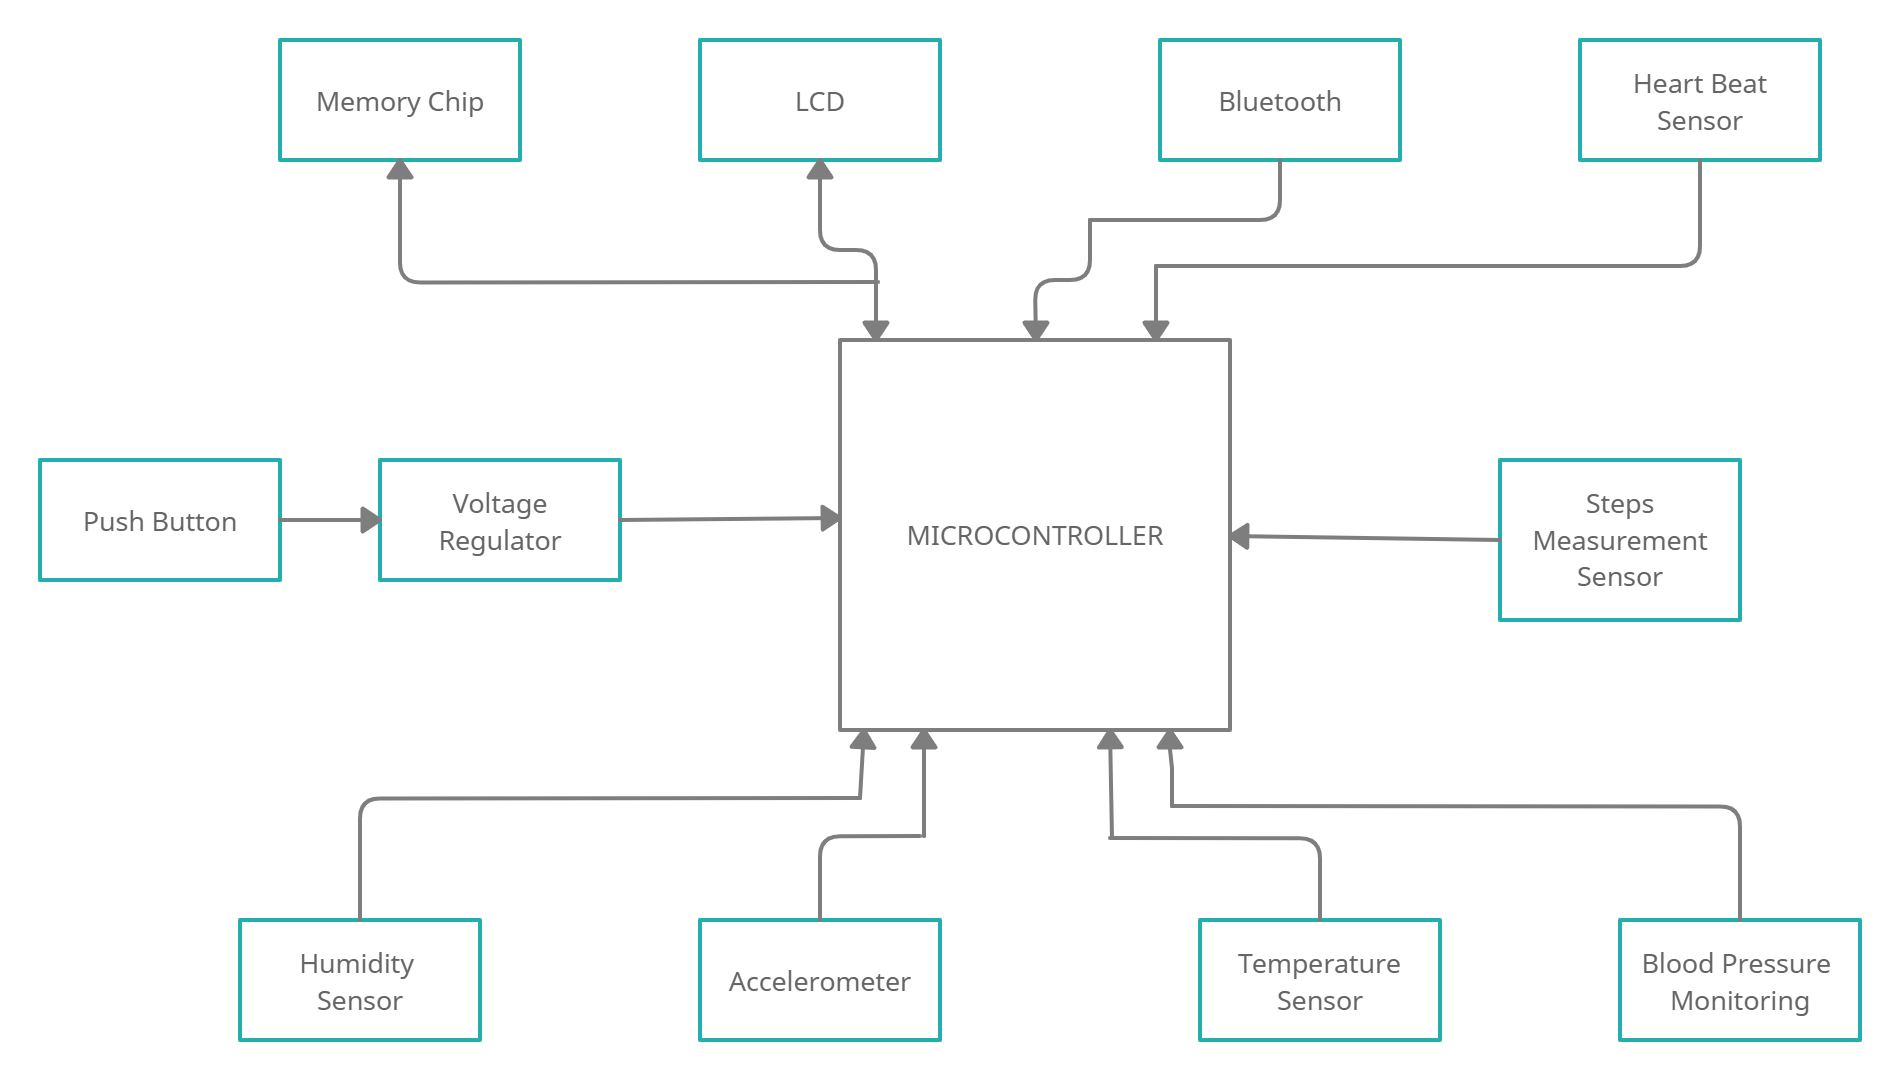 Memory Chip
LCD
Bluetooth
Heart Beat
Sensor
Push Button
Voltage
Regulator
MICROCONTROLLER
Steps
Measurement
Sensor
Humidity
Sensor
Accelerometer
Temperature
Sensor
Blood Pressure
Monitoring